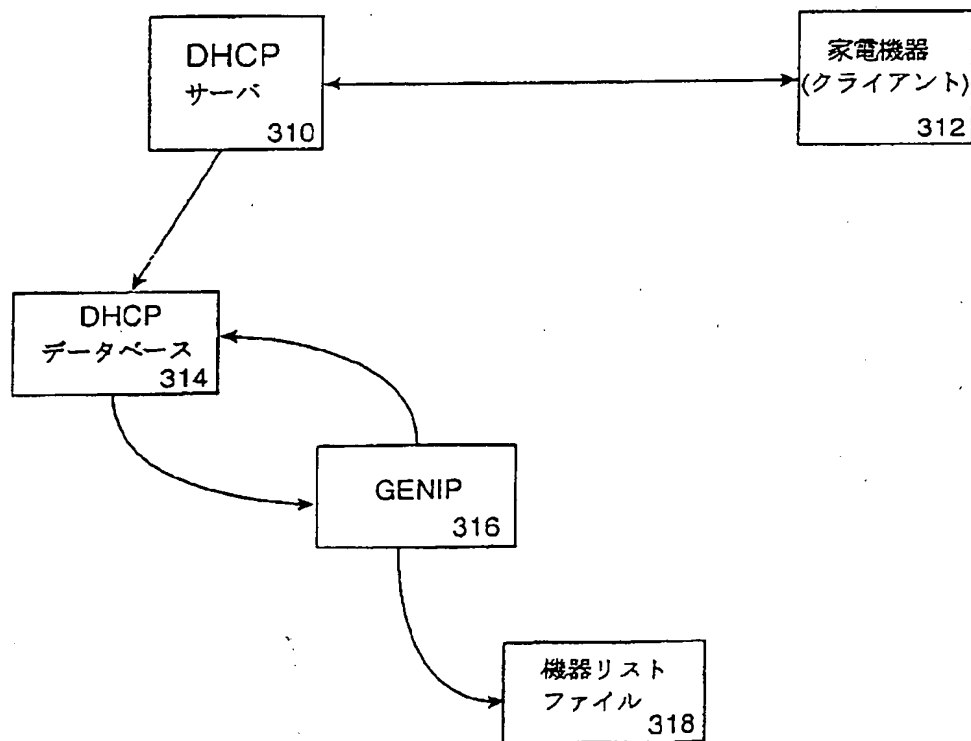 DHCP
サーバ
310
家電機器
(クライアント)
312
DHCP
データベース
314
GENIP
316
機器リスト
ファイル
318